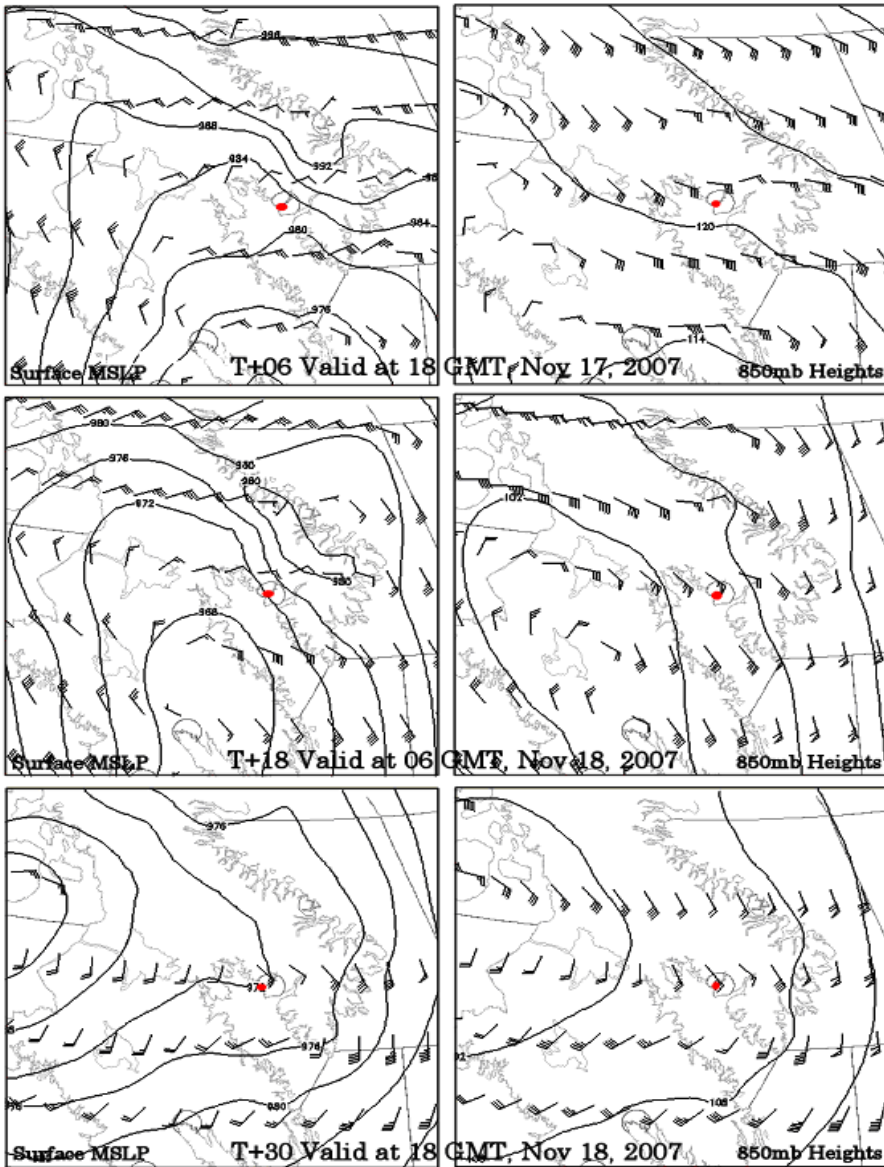 996
988
984
992
984
980
976
120
114
Surface MSLP
T+06 Valid at 18 GMT, Nov 17, 2007
850mb Heights
980
976
980
980
972
980
968
102
Surface MSLP
T+18 Valid at 06 GMT, Nov 18, 2007
850mb Heights
976
976
980
108
Surface MSLP
T+30 Valid at 18 GMT, Nov 18, 2007
850mb Heights